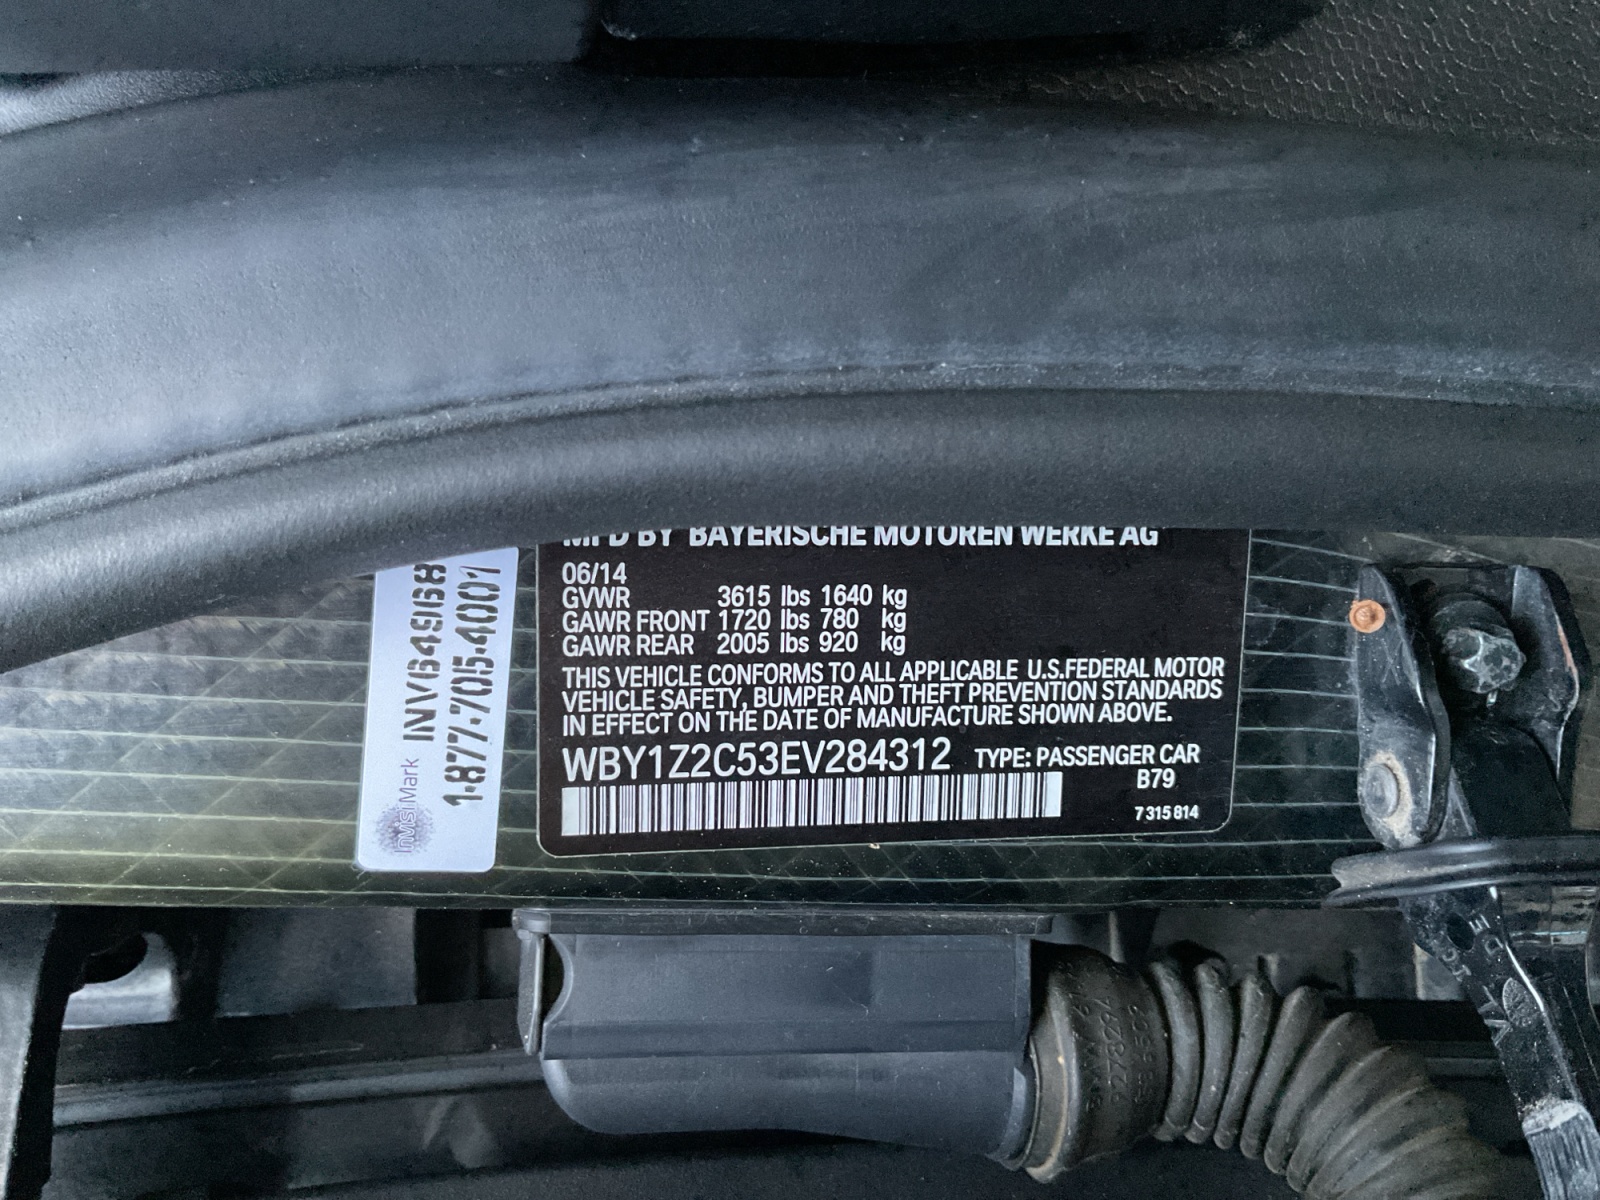 MFD BY BAYERISCHE MOTOREN WERKE AG
06/14
GVWR 3615 lbs 1640 kg
GAWR FRONT 1720 lbs 780 kg
GAWR REAR 2005 lbs 920 kg
THIS VEHICLE CONFORMS TO ALL APPLICABLE U.S.FEDERAL MOTOR
VEHICLE SAFETY, BUMPER AND THEFT PREVENTION STANDARDS
IN EFFECT ON THE DATE OF MANUFACTURE SHOWN ABOVE.
WBY1Z2C53EV284312 TYPE: PASSENGER CAR
B79
7 315 814
InvisiMark INV64968
1-877-705-4001